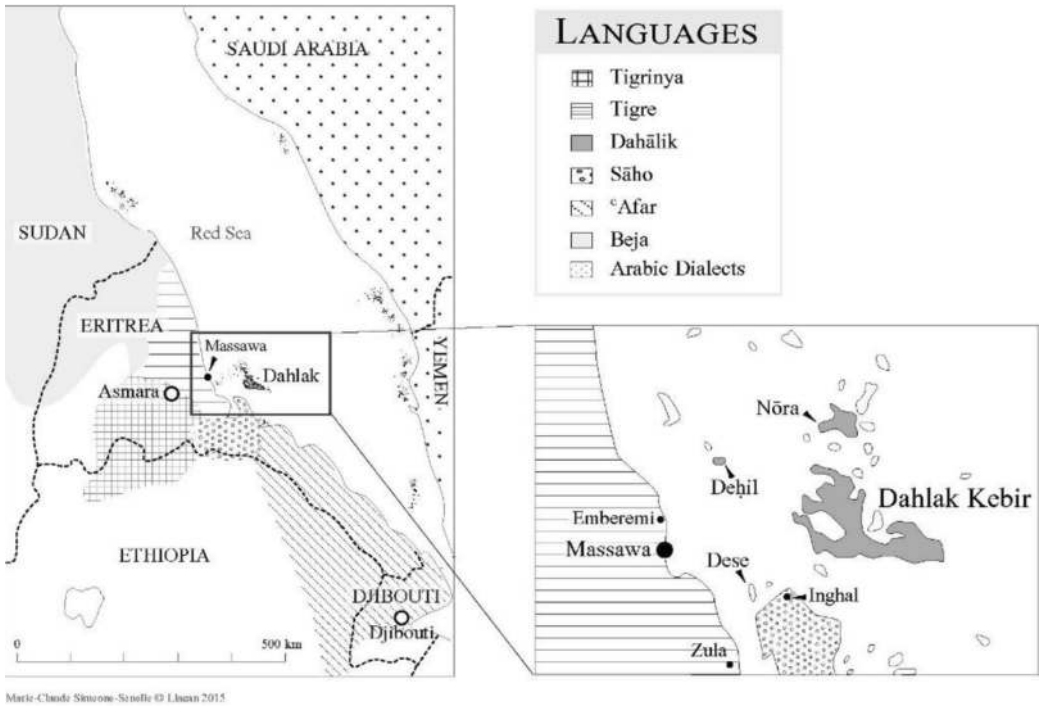 SAUDI ARABIA
Red Sea
SUDAN
ERITREA
Massawa
Dahlak
Asmara
YEMEN
ETHIOPIA
DJIBOUTI
Djibouti
0 500 km
LANGUAGES
Tigrinya
Tigre
Dahālik
Sāho
ᶜAfar
Beja
Arabic Dialects
Nōra
Deḥil
Dahlak Kebir
Emberemi
Massawa
Dese
Inghal
Zula
Marie-Claude Simeone-Senelle © Llacan 2015